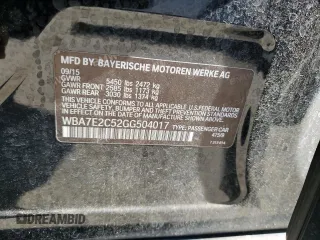 MFD BY BAYERISCHE MOTOREN WERKE AG
09/15
GVWR 5450 lbs 2472 kg
GAWR FRONT 2585 lbs 1173 kg
GAWR REAR 3030 lbs 1374 kg
THIS VEHICLE CONFORMS TO ALL APPLICABLE
FEDERAL MOTOR VEHICLE SAFETY, BUMPER,
AND THEFT PREVENTION STANDARDS IN EFFECT
ON THE DATE OF MANUFACTURE SHOWN ABOVE.
WBA7E2C52GG504017 TYPE: PASSENGER CAR
IDREAMBID